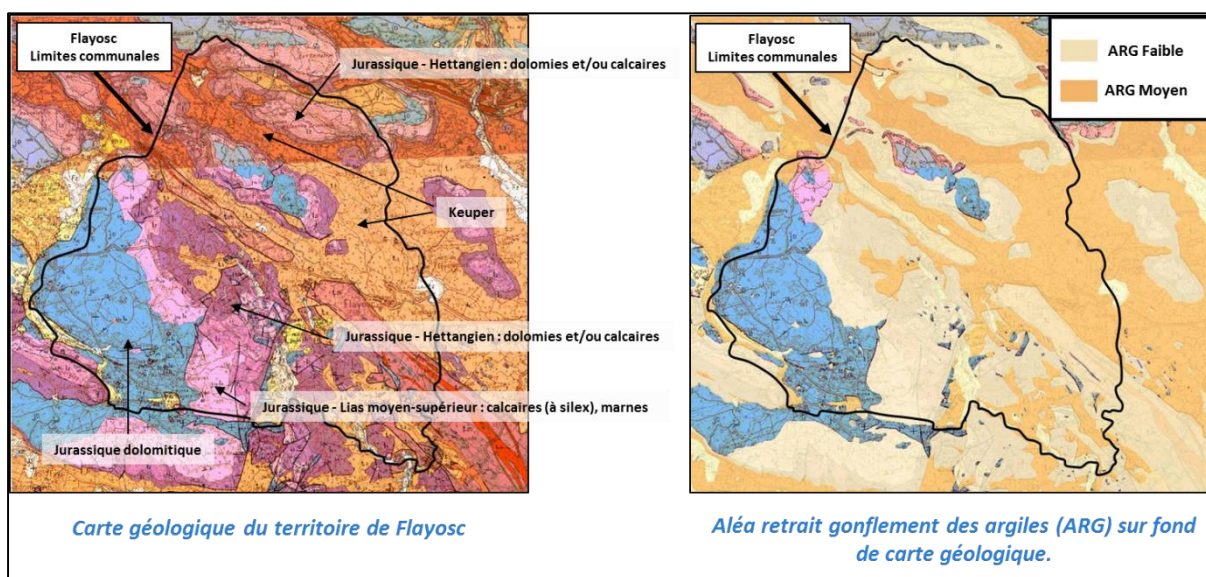 Flayosc
Limites communales
Jurassique - Hettangien : dolomies et/ou calcaires
Keuper
Jurassique - Hettangien : dolomies et/ou calcaires
Jurassique - Lias moyen-supérieur : calcaires (à silex), marnes
Jurassique dolomitique
Carte géologique du territoire de Flayosc
Flayosc
Limites communales
ARG Faible
ARG Moyen
Aléa retrait gonflement des argiles (ARG) sur fond
de carte géologique.